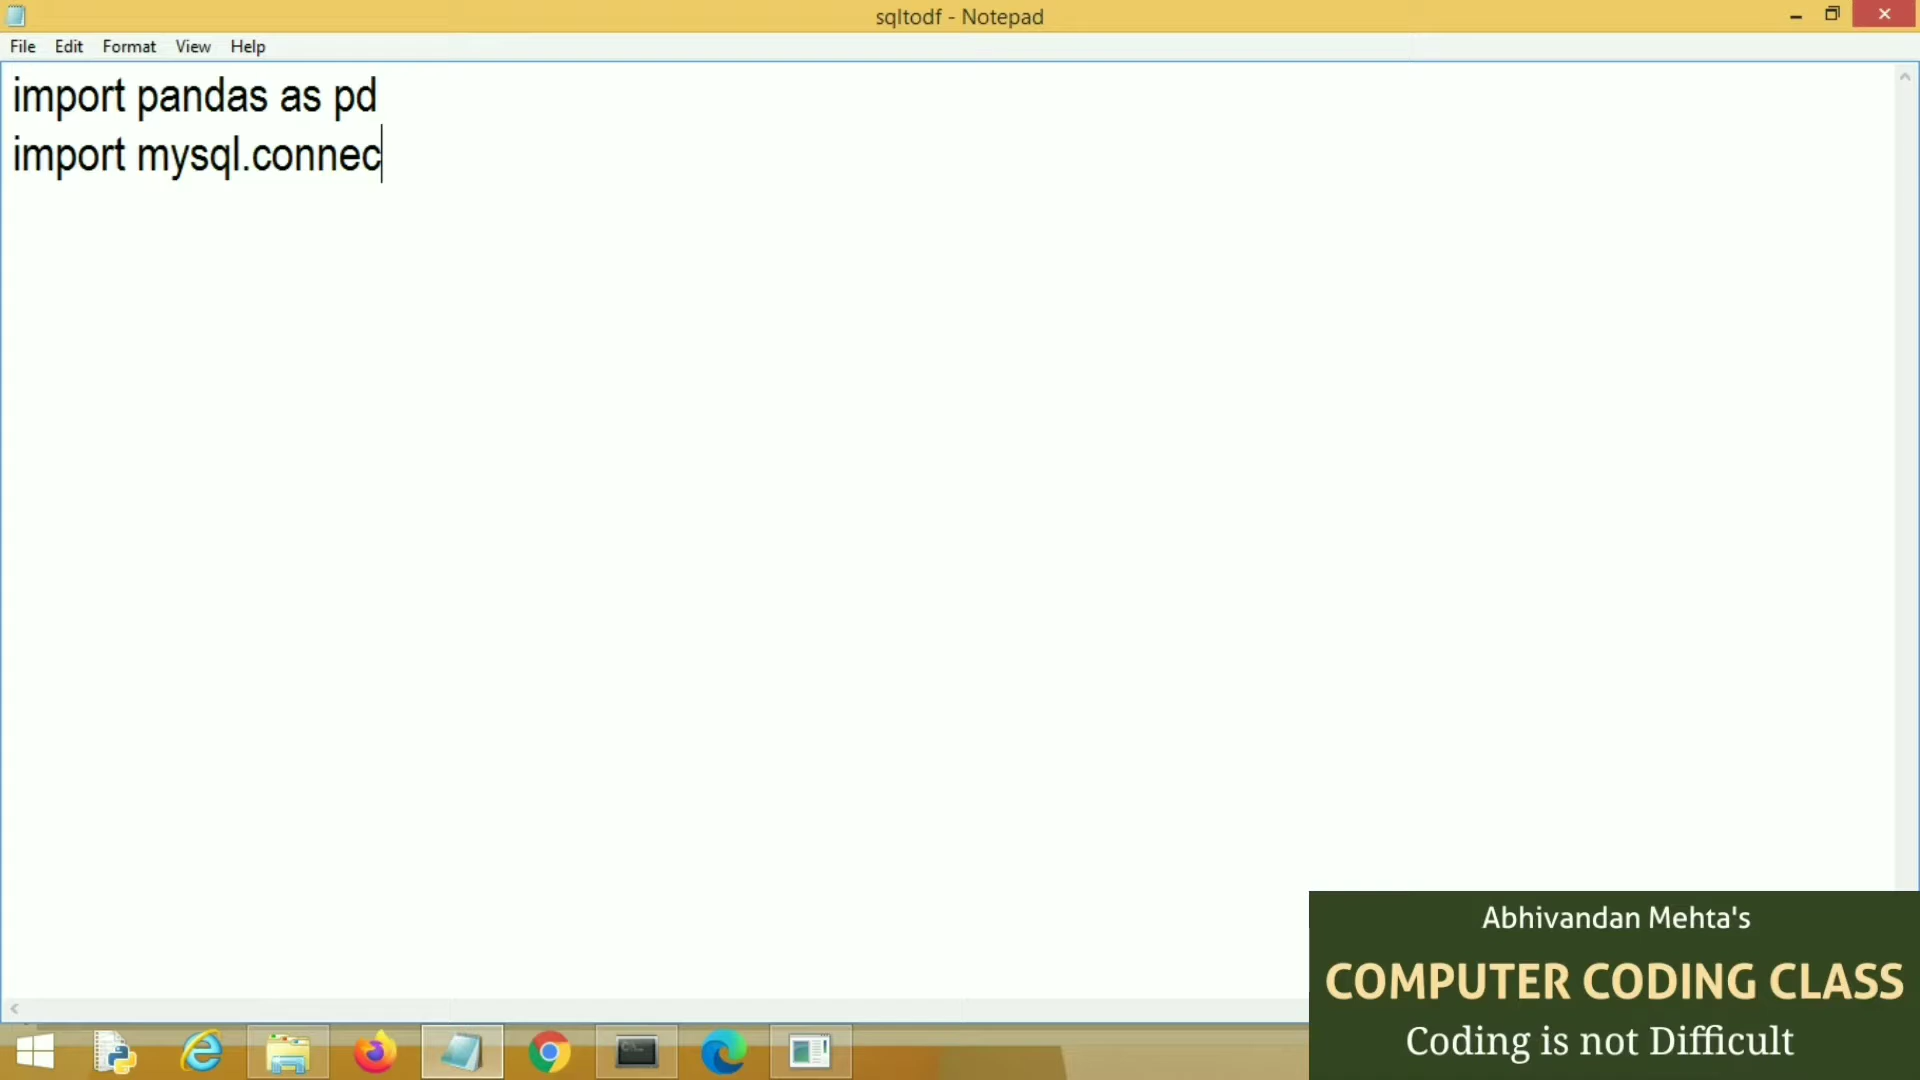 sqltodf - Notepad
File Edit Format View Help
import pandas as pd
import mysql.connec
Abhivandan Mehta's
COMPUTER CODING CLASS
Coding is not Difficult